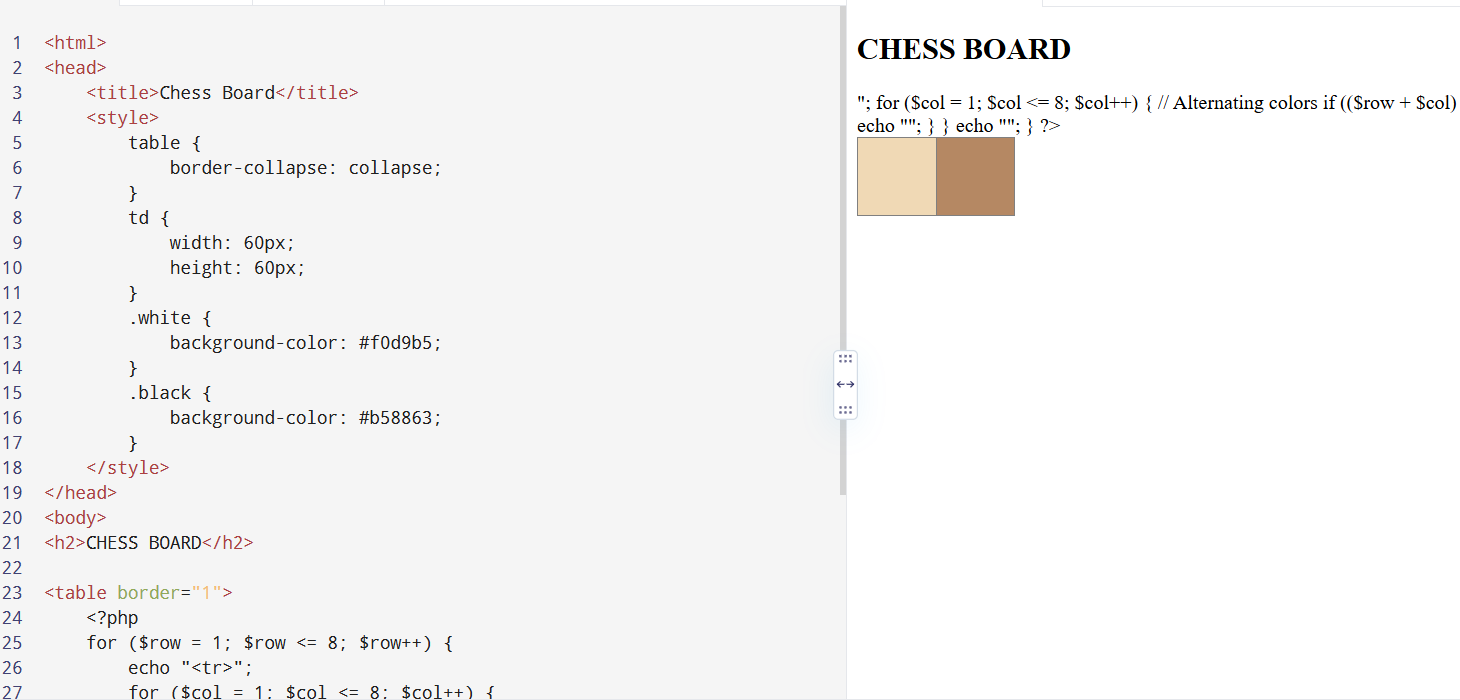 1 <html>
2 <head>
3 <title>Chess Board</title>
4 <style>
5 table {
6 border-collapse: collapse;
7 }
8 td {
9 width: 60px;
10 height: 60px;
11 }
12 .white {
13 background-color: #f0d9b5;
14 }
15 .black {
16 background-color: #b58863;
17 }
18 </style>
19 </head>
20 <body>
21 <h2>CHESS BOARD</h2>
22
23 <table border="1">
24 <?php
25 for ($row = 1; $row <= 8; $row++) {
26 echo "<tr>";
27 for ($col = 1; $col <= 8; $col++) {
CHESS BOARD
"; for ($col = 1; $col <= 8; $col++) { // Alternating colors if (($row + $col)
echo ""; } } echo ""; } ?>